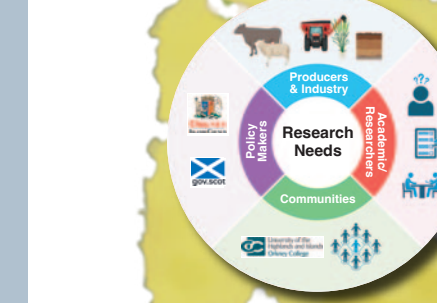 Producers
& Industry
Policy
Makers
Research
Needs
Academic/
Researchers
gov.scot
Communities
University of the
Highlands and Islands
Orkney College
???